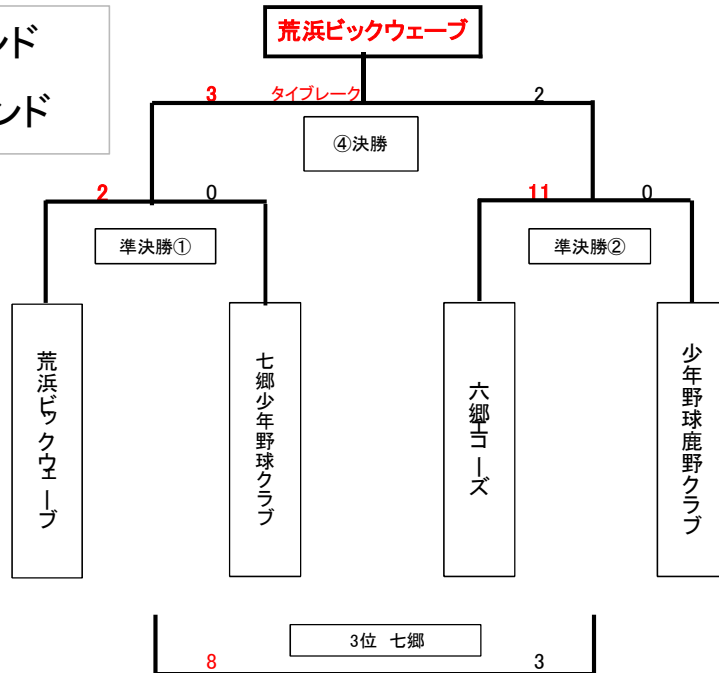 ンド
ンド
荒浜ビックウェーブ
3 タイブレーク 2
④決勝
2 0 11 0
準決勝① 準決勝②
荒浜ビックウェーブ
七郷少年野球クラブ
六郷エコーズ
少年野球鹿野クラブ
3位 七郷
8 3